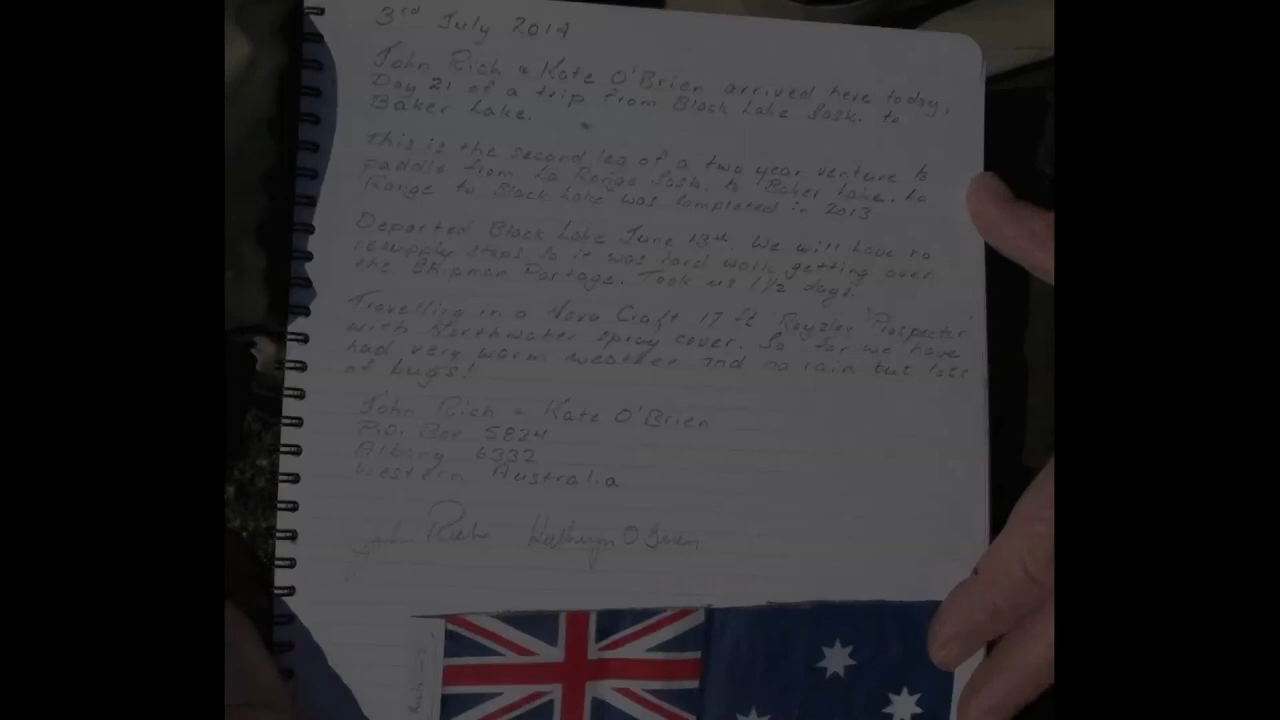 3rd July 2014
John Rich & Kate O'Brien arrived here today,
Day 21 of a trip from Black Lake Sask. to
Baker Lake.
This is the second leg of a two year venture to
paddle from La Ronge Sask. to Baker Lake. La
Ronge to Black Lake was completed in 2013
Departed Black Lake June 13th. We will have no
resupply stops so it was hard work getting over
the Chipman Portage. Took us 1 1/2 days.
Travelling in a Nova Craft 17 ft Royalex 'Prospector'
with Northwater spray cover. So far we have
had very warm weather and no rain but lots
of bugs!
John Rich & Kate O'Brien
P.O. Box 5824
Albany 6332
Western Australia
John Rich Kathryn O'Brien